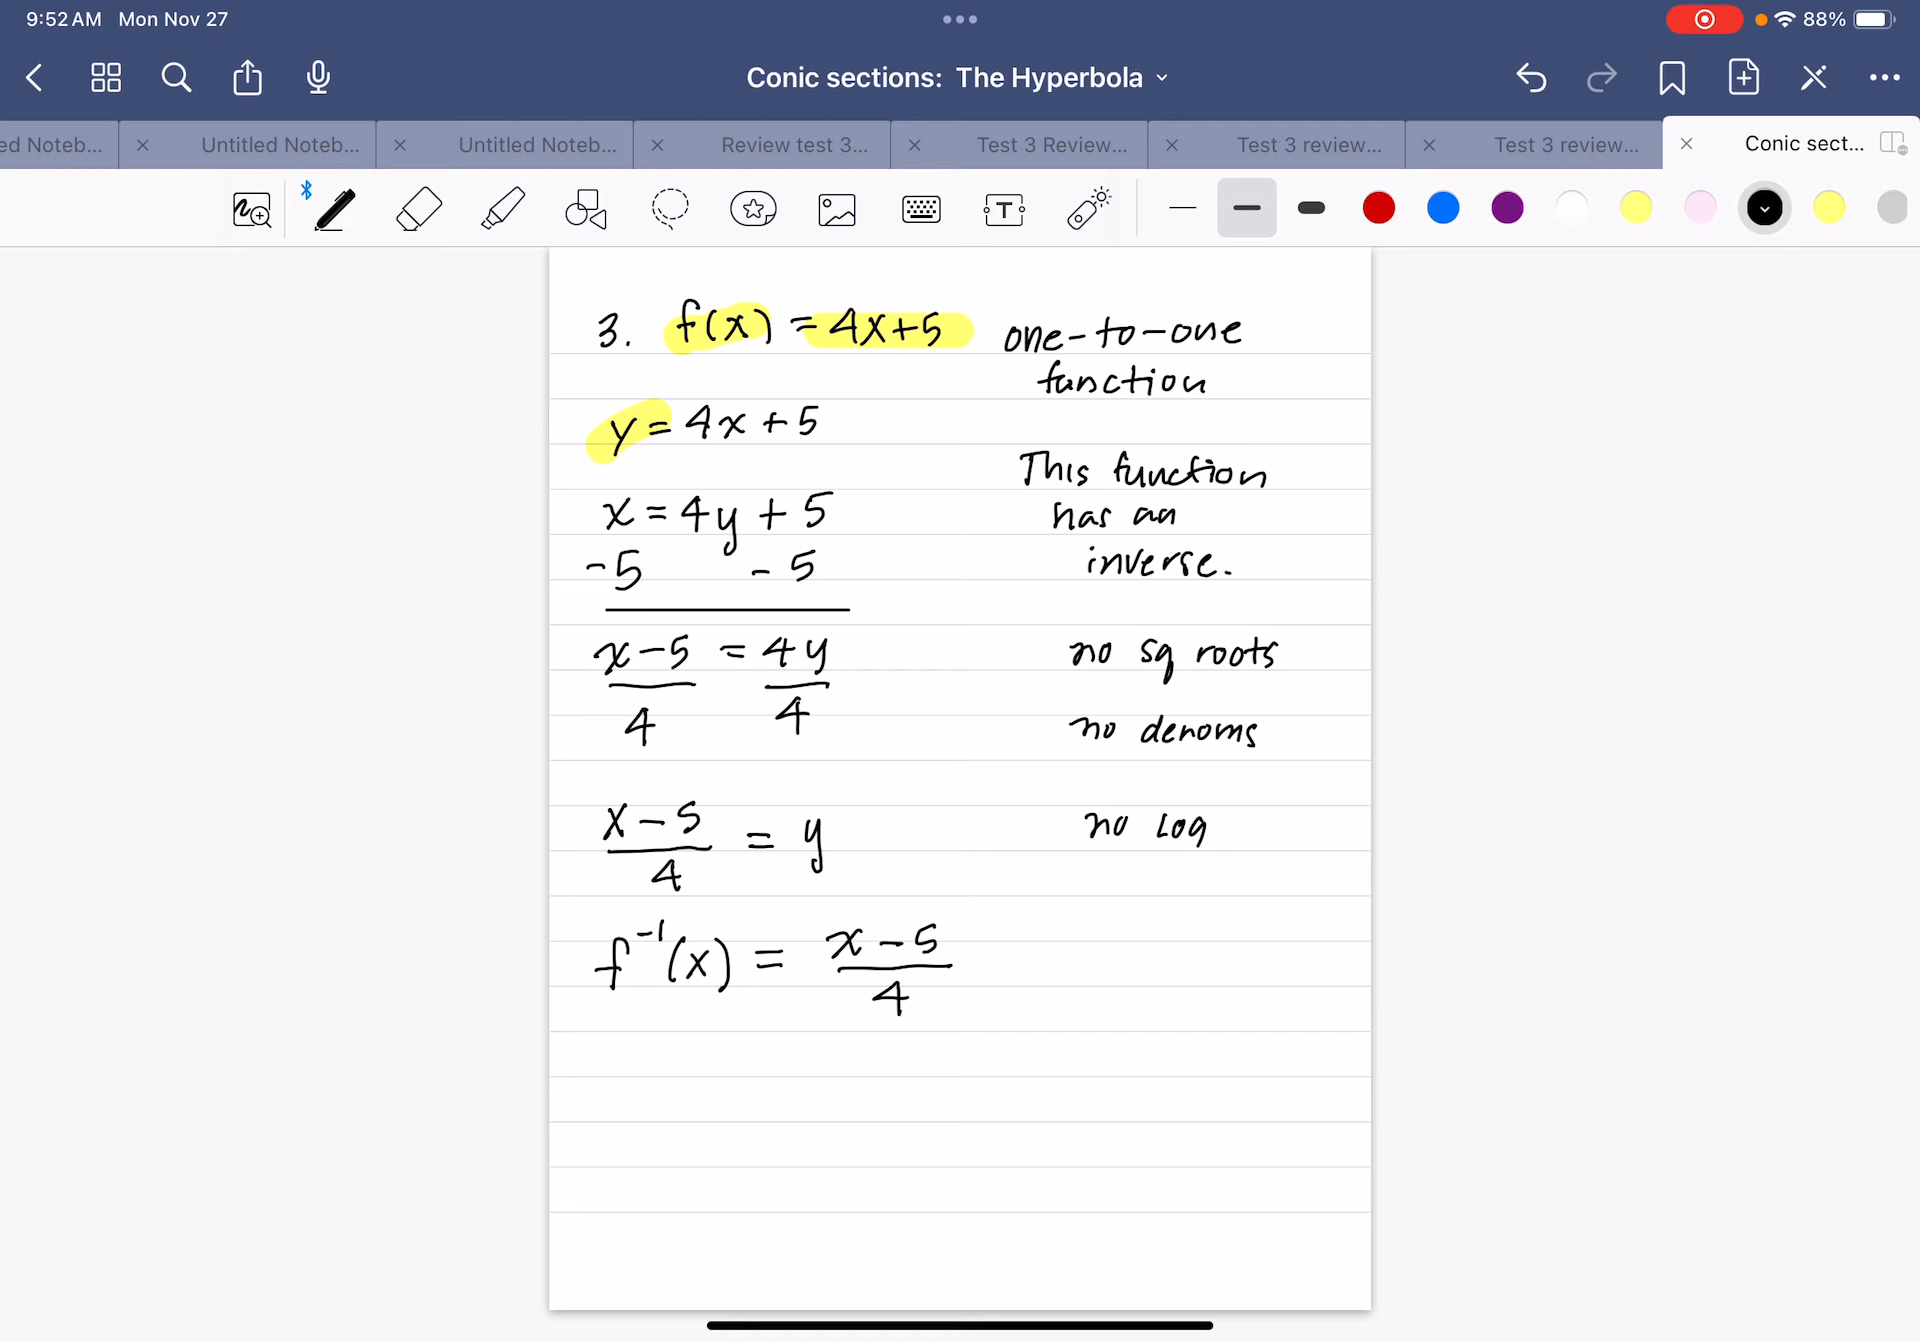 9:52 AM Mon Nov 27
88%
Conic sections: The Hyperbola
ed Noteb...
Untitled Noteb...
Untitled Noteb...
Review test 3...
Test 3 Review...
Test 3 review...
Test 3 review...
Conic sect...
T
3. f(x) = 4x+5 one-to-one
function
y = 4x + 5
This function
x = 4y + 5 has an
-5 - 5 inverse.
x-5 = 4y no sq roots
4 4 no denoms
x - 5
= y no Log
4
f⁻¹(x) = x - 5
4